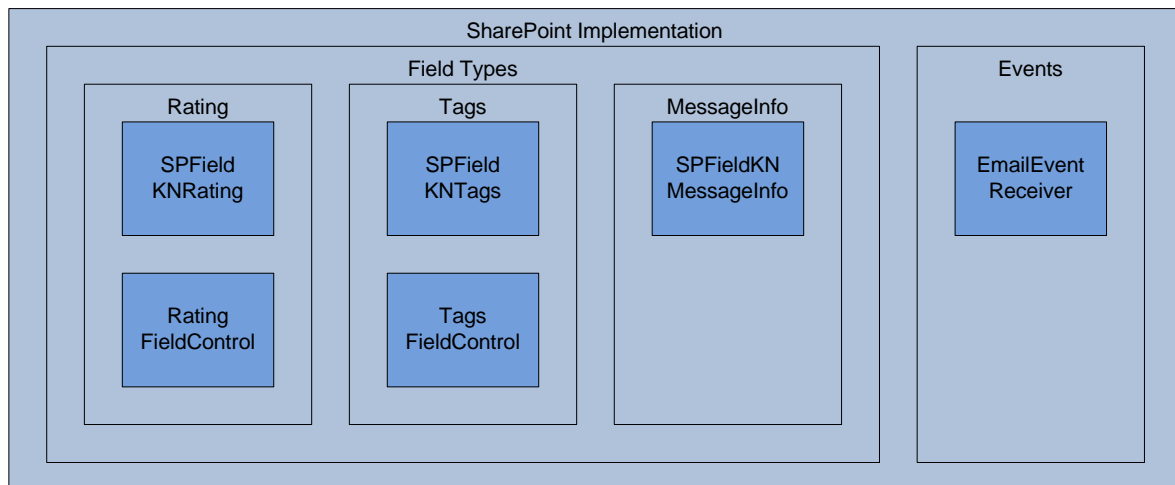 SharePoint Implementation
Field Types
Events
Rating
Tags
MessageInfo
SPField
KNRating
SPField
KNTags
SPFieldKN
MessageInfo
EmailEvent
Receiver
Rating
FieldControl
Tags
FieldControl